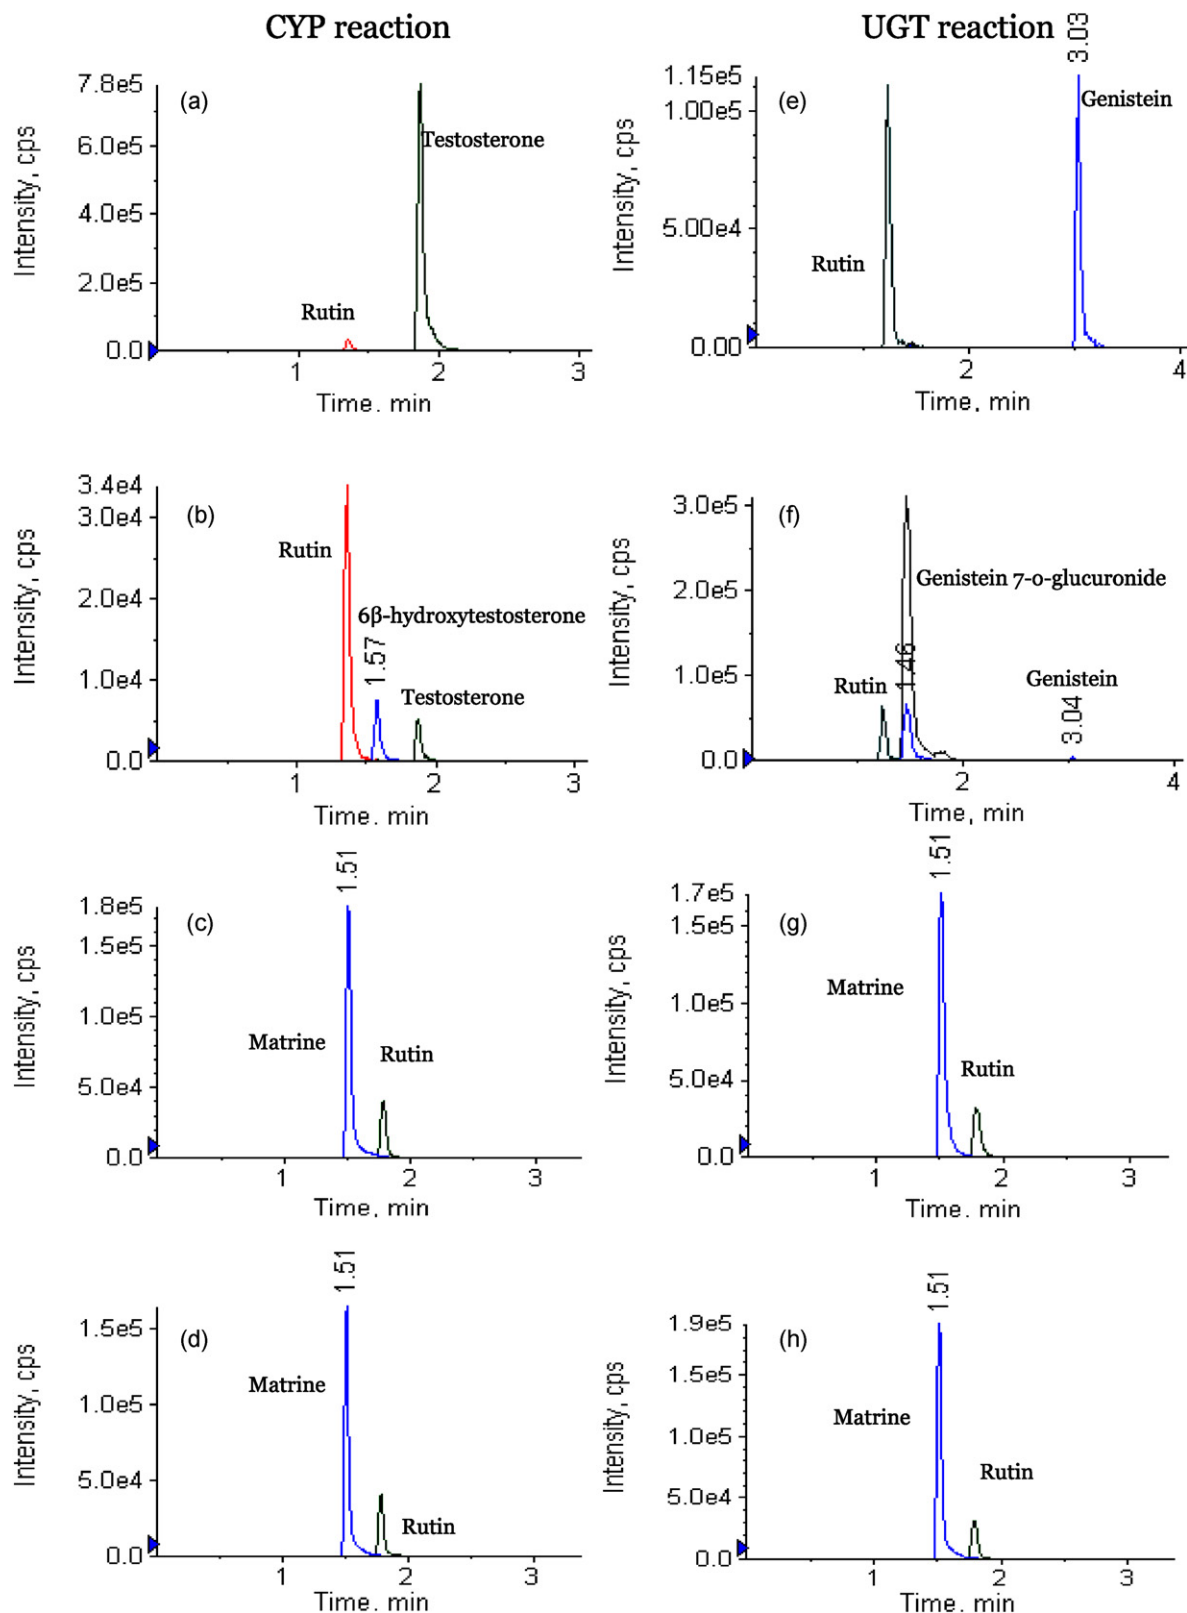 CYP reaction
UGT reaction
(a)
7.8e5
6.0e5
4.0e5
2.0e5
0.0
Intensity, cps
Testosterone
Rutin
1 2 3
Time. min
(e)
3.03
1.15e5
1.00e5
5.00e4
0.00
Intensity, cps
Genistein
Rutin
2 4
Time, min
(b)
3.4e4
3.0e4
2.0e4
1.0e4
0.0
Intensity, cps
Rutin
6β-hydroxytestosterone
1.57
Testosterone
1 2 3
Time. min
(f)
3.0e5
2.0e5
1.0e5
0.0
Intensity, cps
Genistein 7-o-glucuronide
1.46
Rutin
Genistein
3.04
2 4
Time, min
(c)
1.51
1.8e5
1.5e5
1.0e5
5.0e4
0.0
Intensity, cps
Matrine
Rutin
1 2 3
Time. min
(g)
1.51
1.7e5
1.5e5
1.0e5
5.0e4
0.0
Intensity, cps
Matrine
Rutin
1 2 3
Time. min
(d)
1.51
1.5e5
1.0e5
5.0e4
0.0
Intensity, cps
Matrine
Rutin
1 2 3
Time. min
(h)
1.51
1.9e5
1.5e5
1.0e5
5.0e4
0.0
Intensity, cps
Matrine
Rutin
1 2 3
Time. min